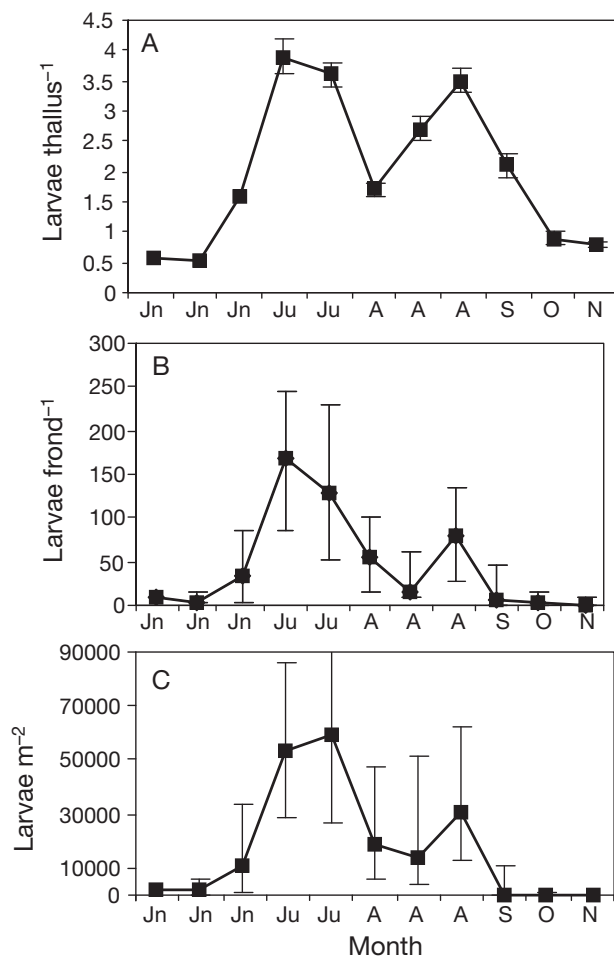 A
Larvae thallus⁻¹
4.5
4
3.5
3
2.5
2
1.5
1
0.5
0
Jn Jn Jn Ju Ju A A A S O N
B
Larvae frond⁻¹
300
250
200
150
100
50
0
Jn Jn Jn Ju Ju A A A S O N
C
Larvae m⁻²
90000
70000
50000
30000
10000
0
Jn Jn Jn Ju Ju A A A S O N
Month